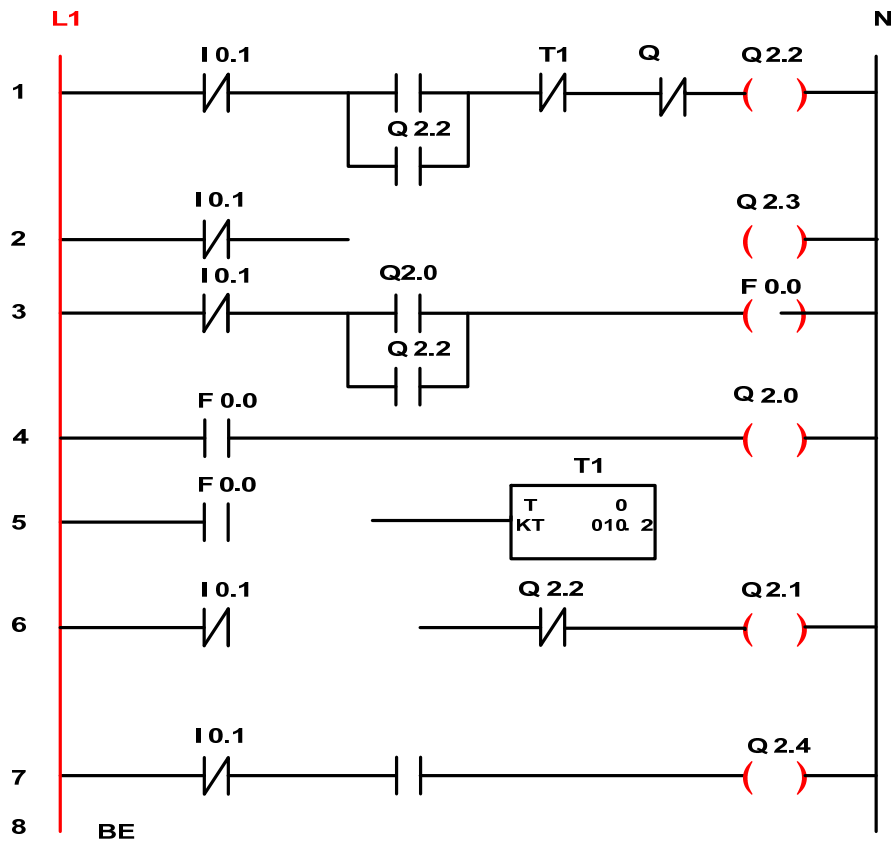 L1 N
I 0.1 T1 Q Q 2.2
1
Q 2.2
I 0.1 Q 2.3
2
I 0.1 Q2.0 F 0.0
3
Q 2.2
F 0.0 Q 2.0
4
T1
F 0.0
T 0
5
KT 010. 2
I 0.1 Q 2.2 Q 2.1
6
I 0.1 Q 2.4
7
8 BE